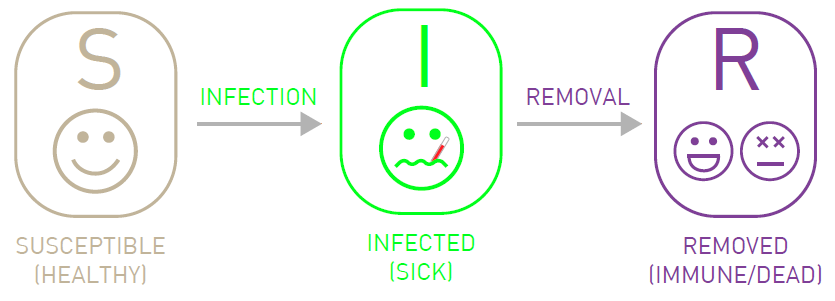 S
I
R
INFECTION
REMOVAL
SUSCEPTIBLE
(HEALTHY)
INFECTED
(SICK)
REMOVED
(IMMUNE/DEAD)